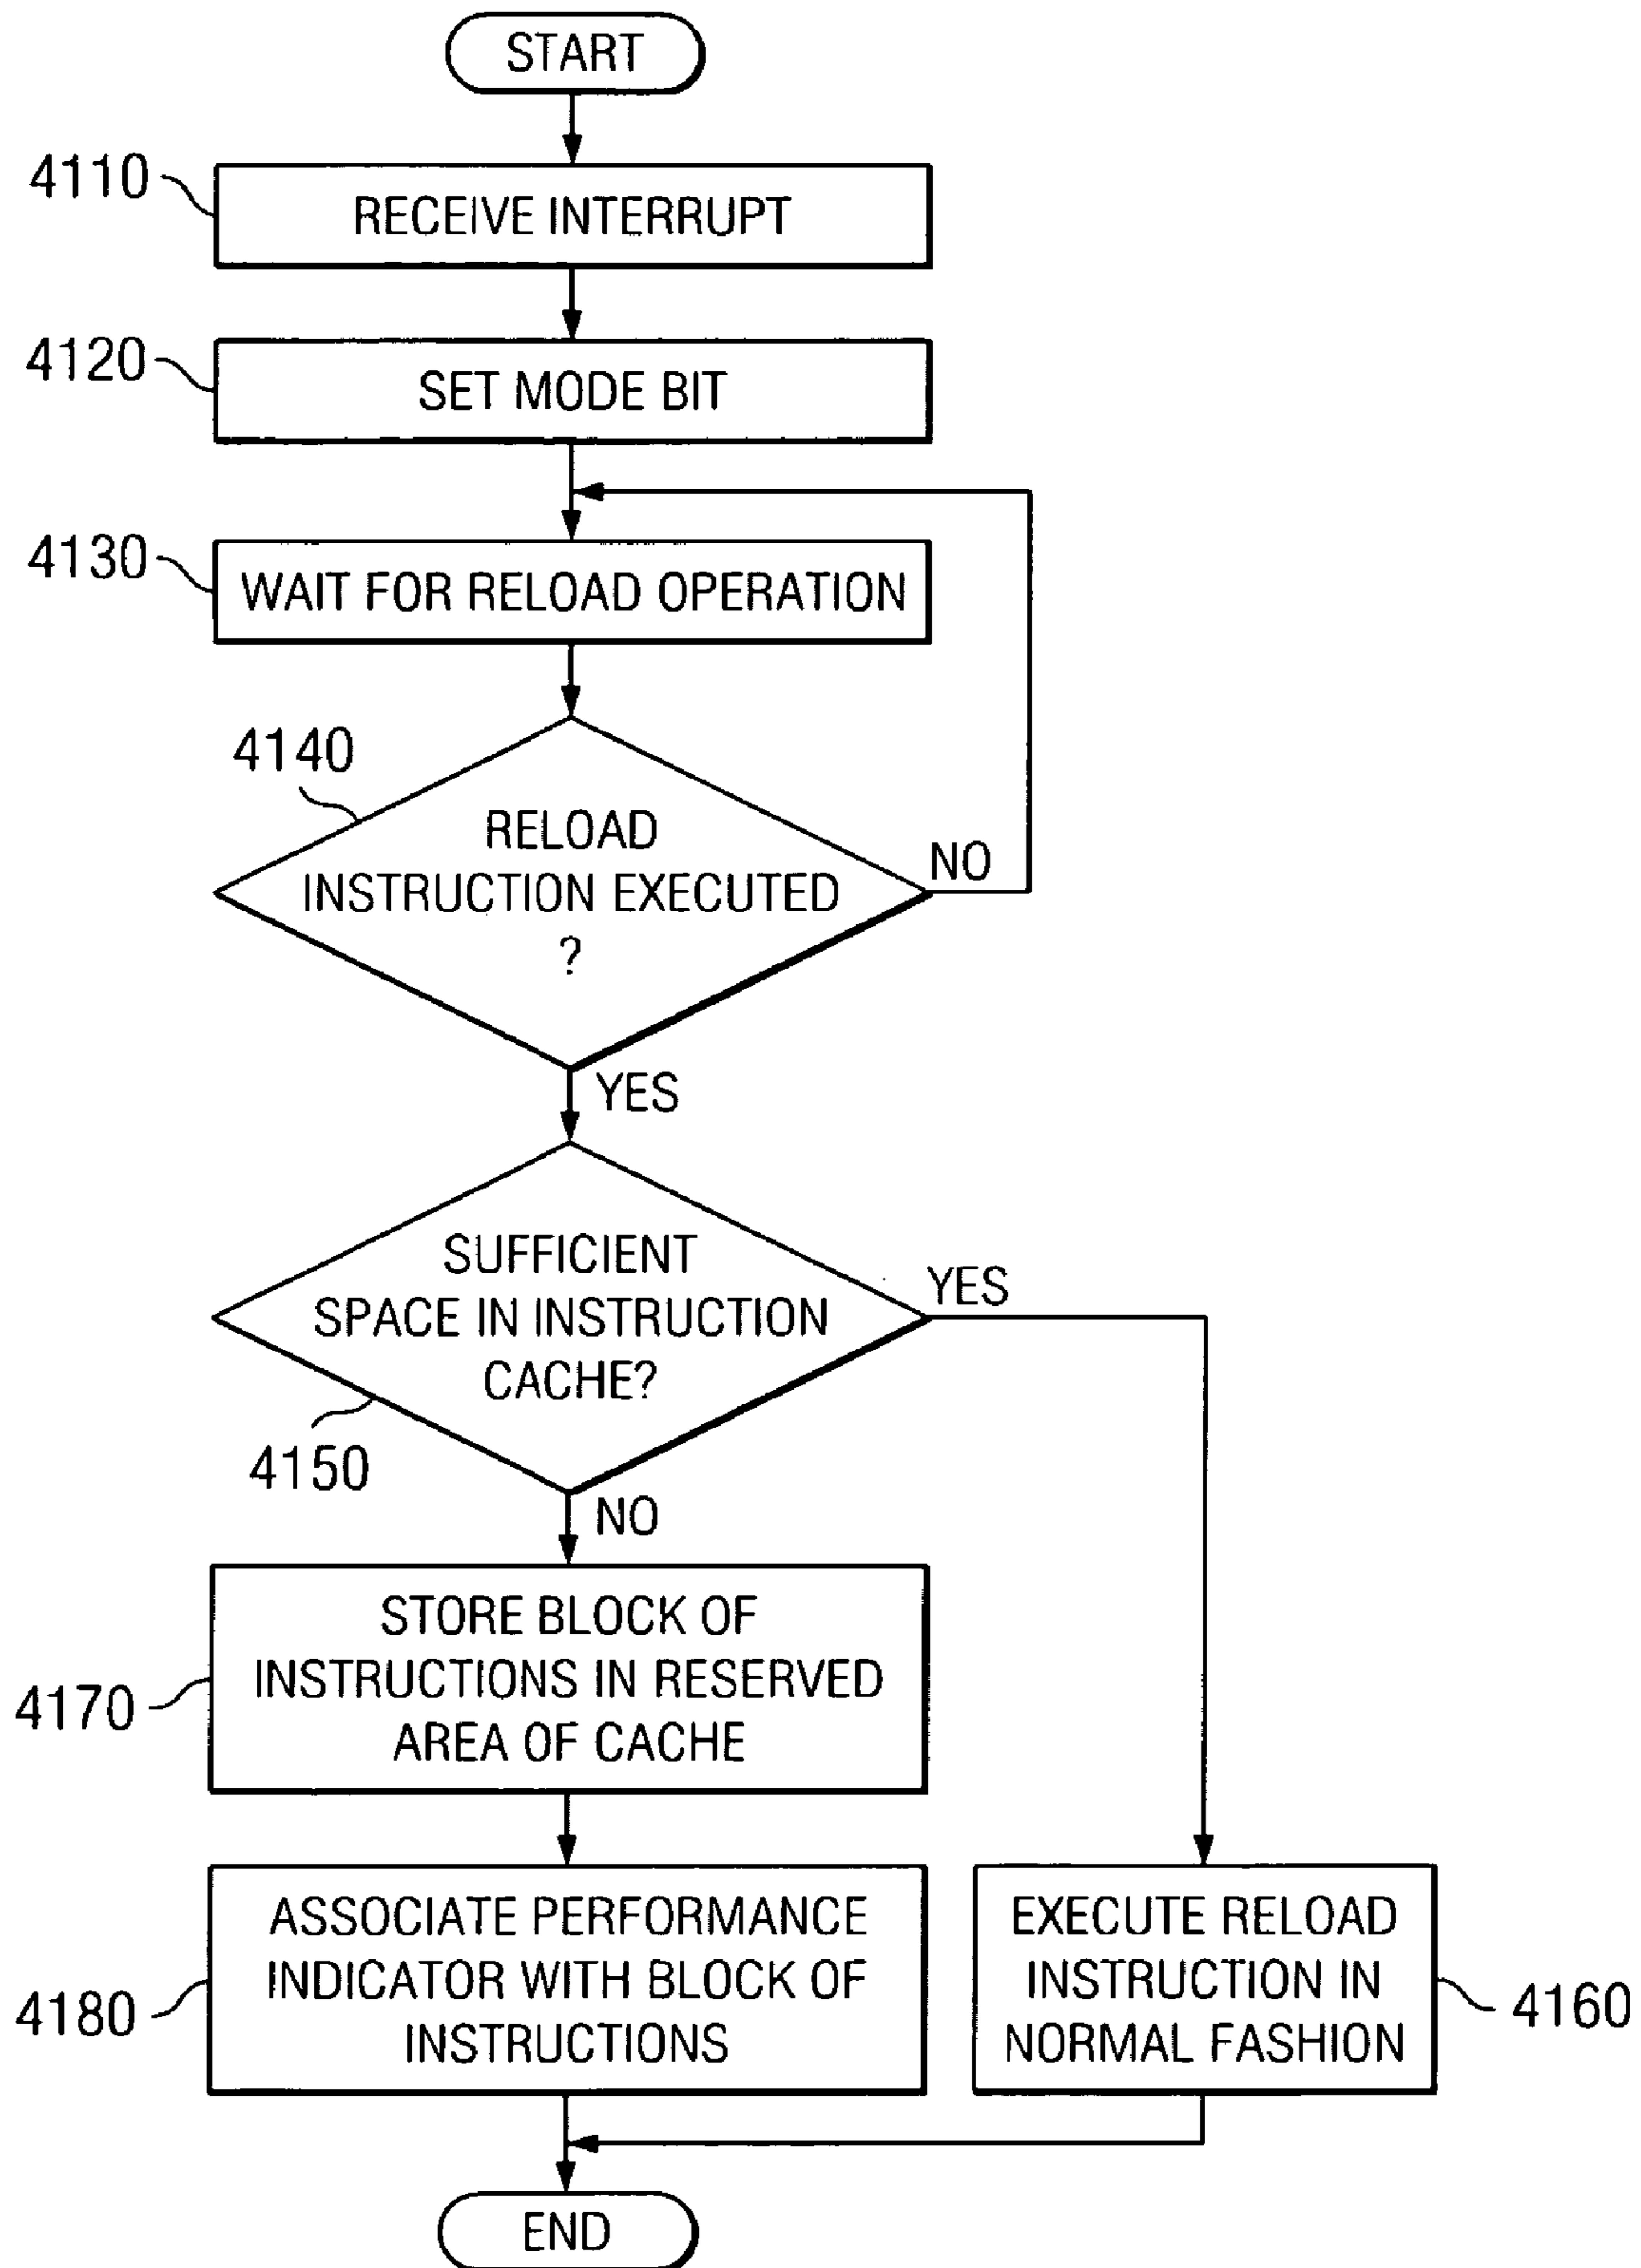 START
4110
RECEIVE INTERRUPT
4120
SET MODE BIT
4130
WAIT FOR RELOAD OPERATION
4140
RELOAD
INSTRUCTION EXECUTED
?
NO
YES
SUFFICIENT
SPACE IN INSTRUCTION
CACHE?
YES
4150
NO
STORE BLOCK OF
INSTRUCTIONS IN RESERVED
AREA OF CACHE
4170
ASSOCIATE PERFORMANCE
INDICATOR WITH BLOCK OF
INSTRUCTIONS
4180
EXECUTE RELOAD
INSTRUCTION IN
NORMAL FASHION
4160
END